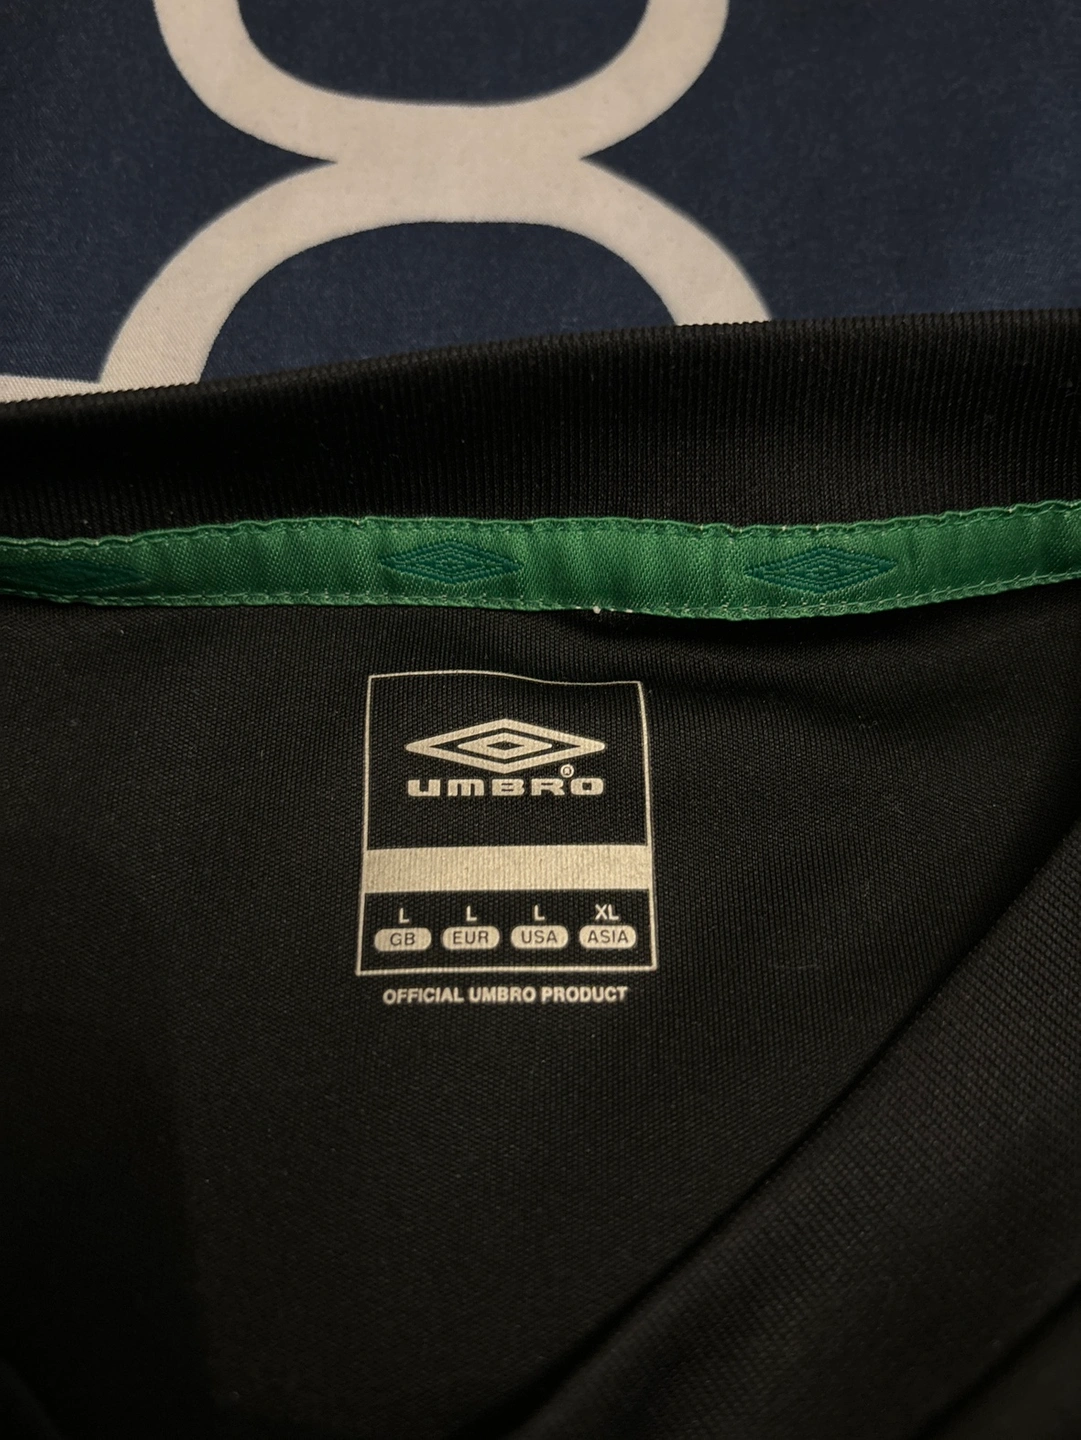 UMBRO®
L L L XL
GB EUR USA ASIA
OFFICIAL UMBRO PRODUCT